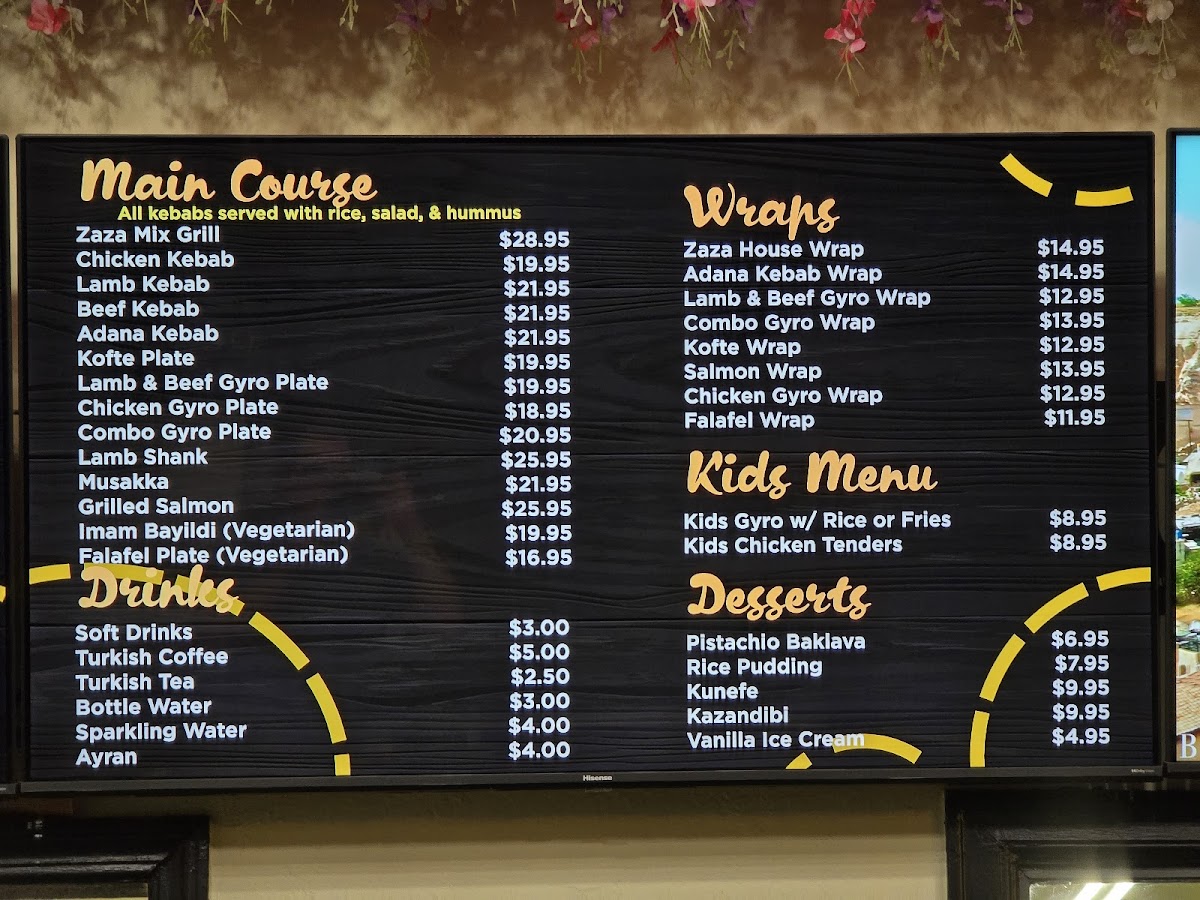 Main Course
All kebabs served with rice, salad, & hummus
Zaza Mix Grill $28.95
Chicken Kebab $19.95
Lamb Kebab $21.95
Beef Kebab $21.95
Adana Kebab $21.95
Kofte Plate $19.95
Lamb & Beef Gyro Plate $19.95
Chicken Gyro Plate $18.95
Combo Gyro Plate $20.95
Lamb Shank $25.95
Musakka $21.95
Grilled Salmon $25.95
Imam Bayildi (Vegetarian) $19.95
Falafel Plate (Vegetarian) $16.95
Drinks
Soft Drinks $3.00
Turkish Coffee $5.00
Turkish Tea $2.50
Bottle Water $3.00
Sparkling Water $4.00
Ayran $4.00
Wraps
Zaza House Wrap $14.95
Adana Kebab Wrap $14.95
Lamb & Beef Gyro Wrap $12.95
Combo Gyro Wrap $13.95
Kofte Wrap $12.95
Salmon Wrap $13.95
Chicken Gyro Wrap $12.95
Falafel Wrap $11.95
Kids Menu
Kids Gyro w/ Rice or Fries $8.95
Kids Chicken Tenders $8.95
Desserts
Pistachio Baklava $6.95
Rice Pudding $7.95
Kunefe $9.95
Kazandibi $9.95
Vanilla Ice Cream $4.95
Hisense
B